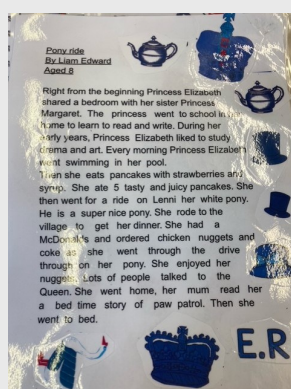 Pony ride
By Liam Edward
Aged 8
Right from the beginning Princess Elizabeth
shared a bedroom with her sister Princess
Margaret. The princess went to school in her
home to learn to read and write. During her
early years, Princess Elizabeth liked to study
drama and art. Every morning Princess Elizabeth
went swimming in her pool.
Then she eats pancakes with strawberries and
syrup. She ate 5 tasty and juicy pancakes. She
then went for a ride on Lenni her white pony.
He is a super nice pony. She rode to the
village to get her dinner. She had a
McDonalds and ordered chicken nuggets and
coke as she went through the drive
through on her pony. She enjoyed her
nuggets. Lots of people talked to the
Queen. She went home, her mum read her
a bed time story of paw patrol. Then she
went to bed.
E.R